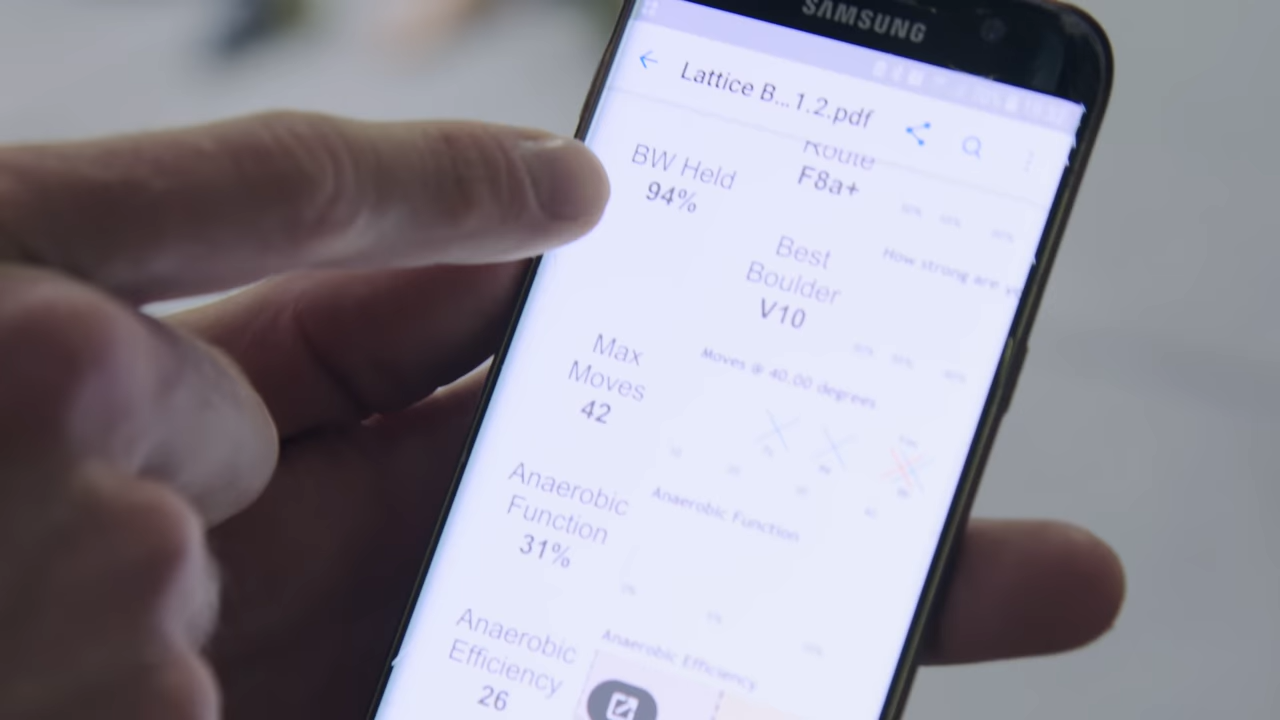 SAMSUNG
Lattice B...1.2.pdf
BW Held
94%
Route
F8a+
How strong are
Best
Boulder
V10
Max
Moves
42
Moves @ 40.00 degrees
Anaerobic
Function
31%
Anaerobic Function
Anaerobic
Efficiency
26
Anaerobic Efficiency